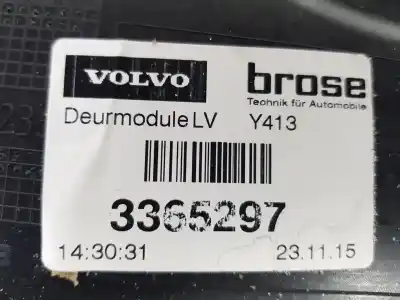 VOLVO brose
Technik für Automobile
Deurmodule LV Y413
3365297
14:30:31 23.11.15